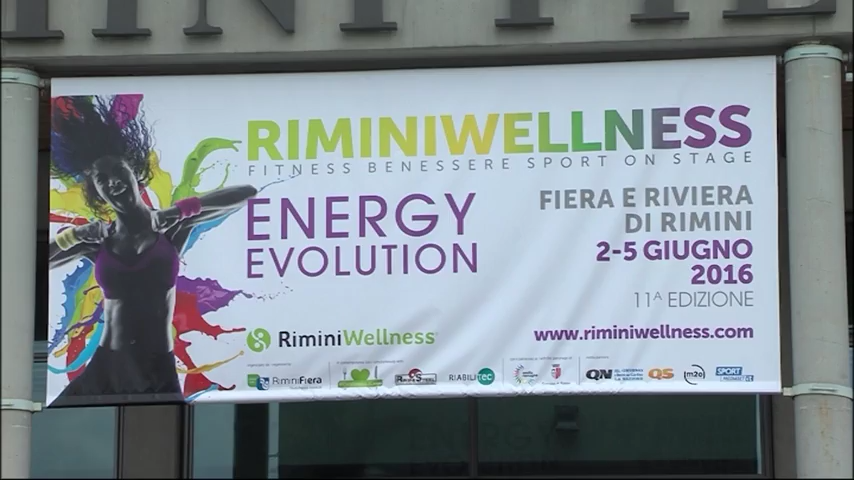 RIMINIWELLNESS
FITNESS BENESSERE SPORT ON STAGE
ENERGY
EVOLUTION
FIERA E RIVIERA
DI RIMINI
2-5 GIUGNO
2016
11ᴬ EDIZIONE
RiminiWellness
www.riminiwellness.com
RiminiFiera
RIABILITEC
QN
QS
m2o
SPORT